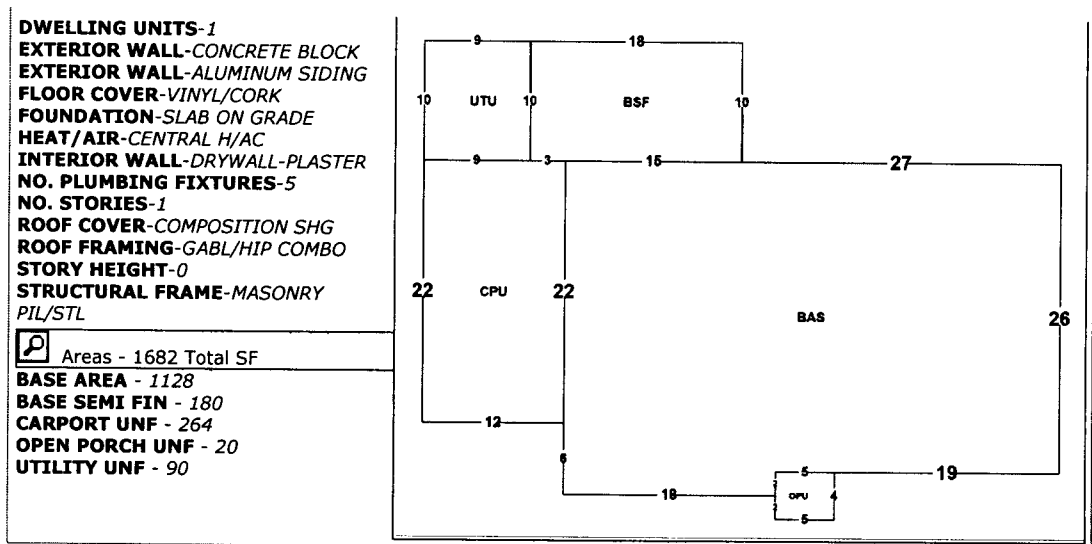 DWELLING UNITS-1
EXTERIOR WALL-CONCRETE BLOCK
EXTERIOR WALL-ALUMINUM SIDING
FLOOR COVER-VINYL/CORK
FOUNDATION-SLAB ON GRADE
HEAT/AIR-CENTRAL H/AC
INTERIOR WALL-DRYWALL-PLASTER
NO. PLUMBING FIXTURES-5
NO. STORIES-1
ROOF COVER-COMPOSITION SHG
ROOF FRAMING-GABL/HIP COMBO
STORY HEIGHT-0
STRUCTURAL FRAME-MASONRY
PIL/STL
Areas - 1682 Total SF
BASE AREA - 1128
BASE SEMI FIN - 180
CARPORT UNF - 264
OPEN PORCH UNF - 20
UTILITY UNF - 90
9 18
10 UTU 10 BSF 10
9 3 15 27
22 CPU 22 BAS 26
12
6
5 19
18 2 OPU 4
2
5